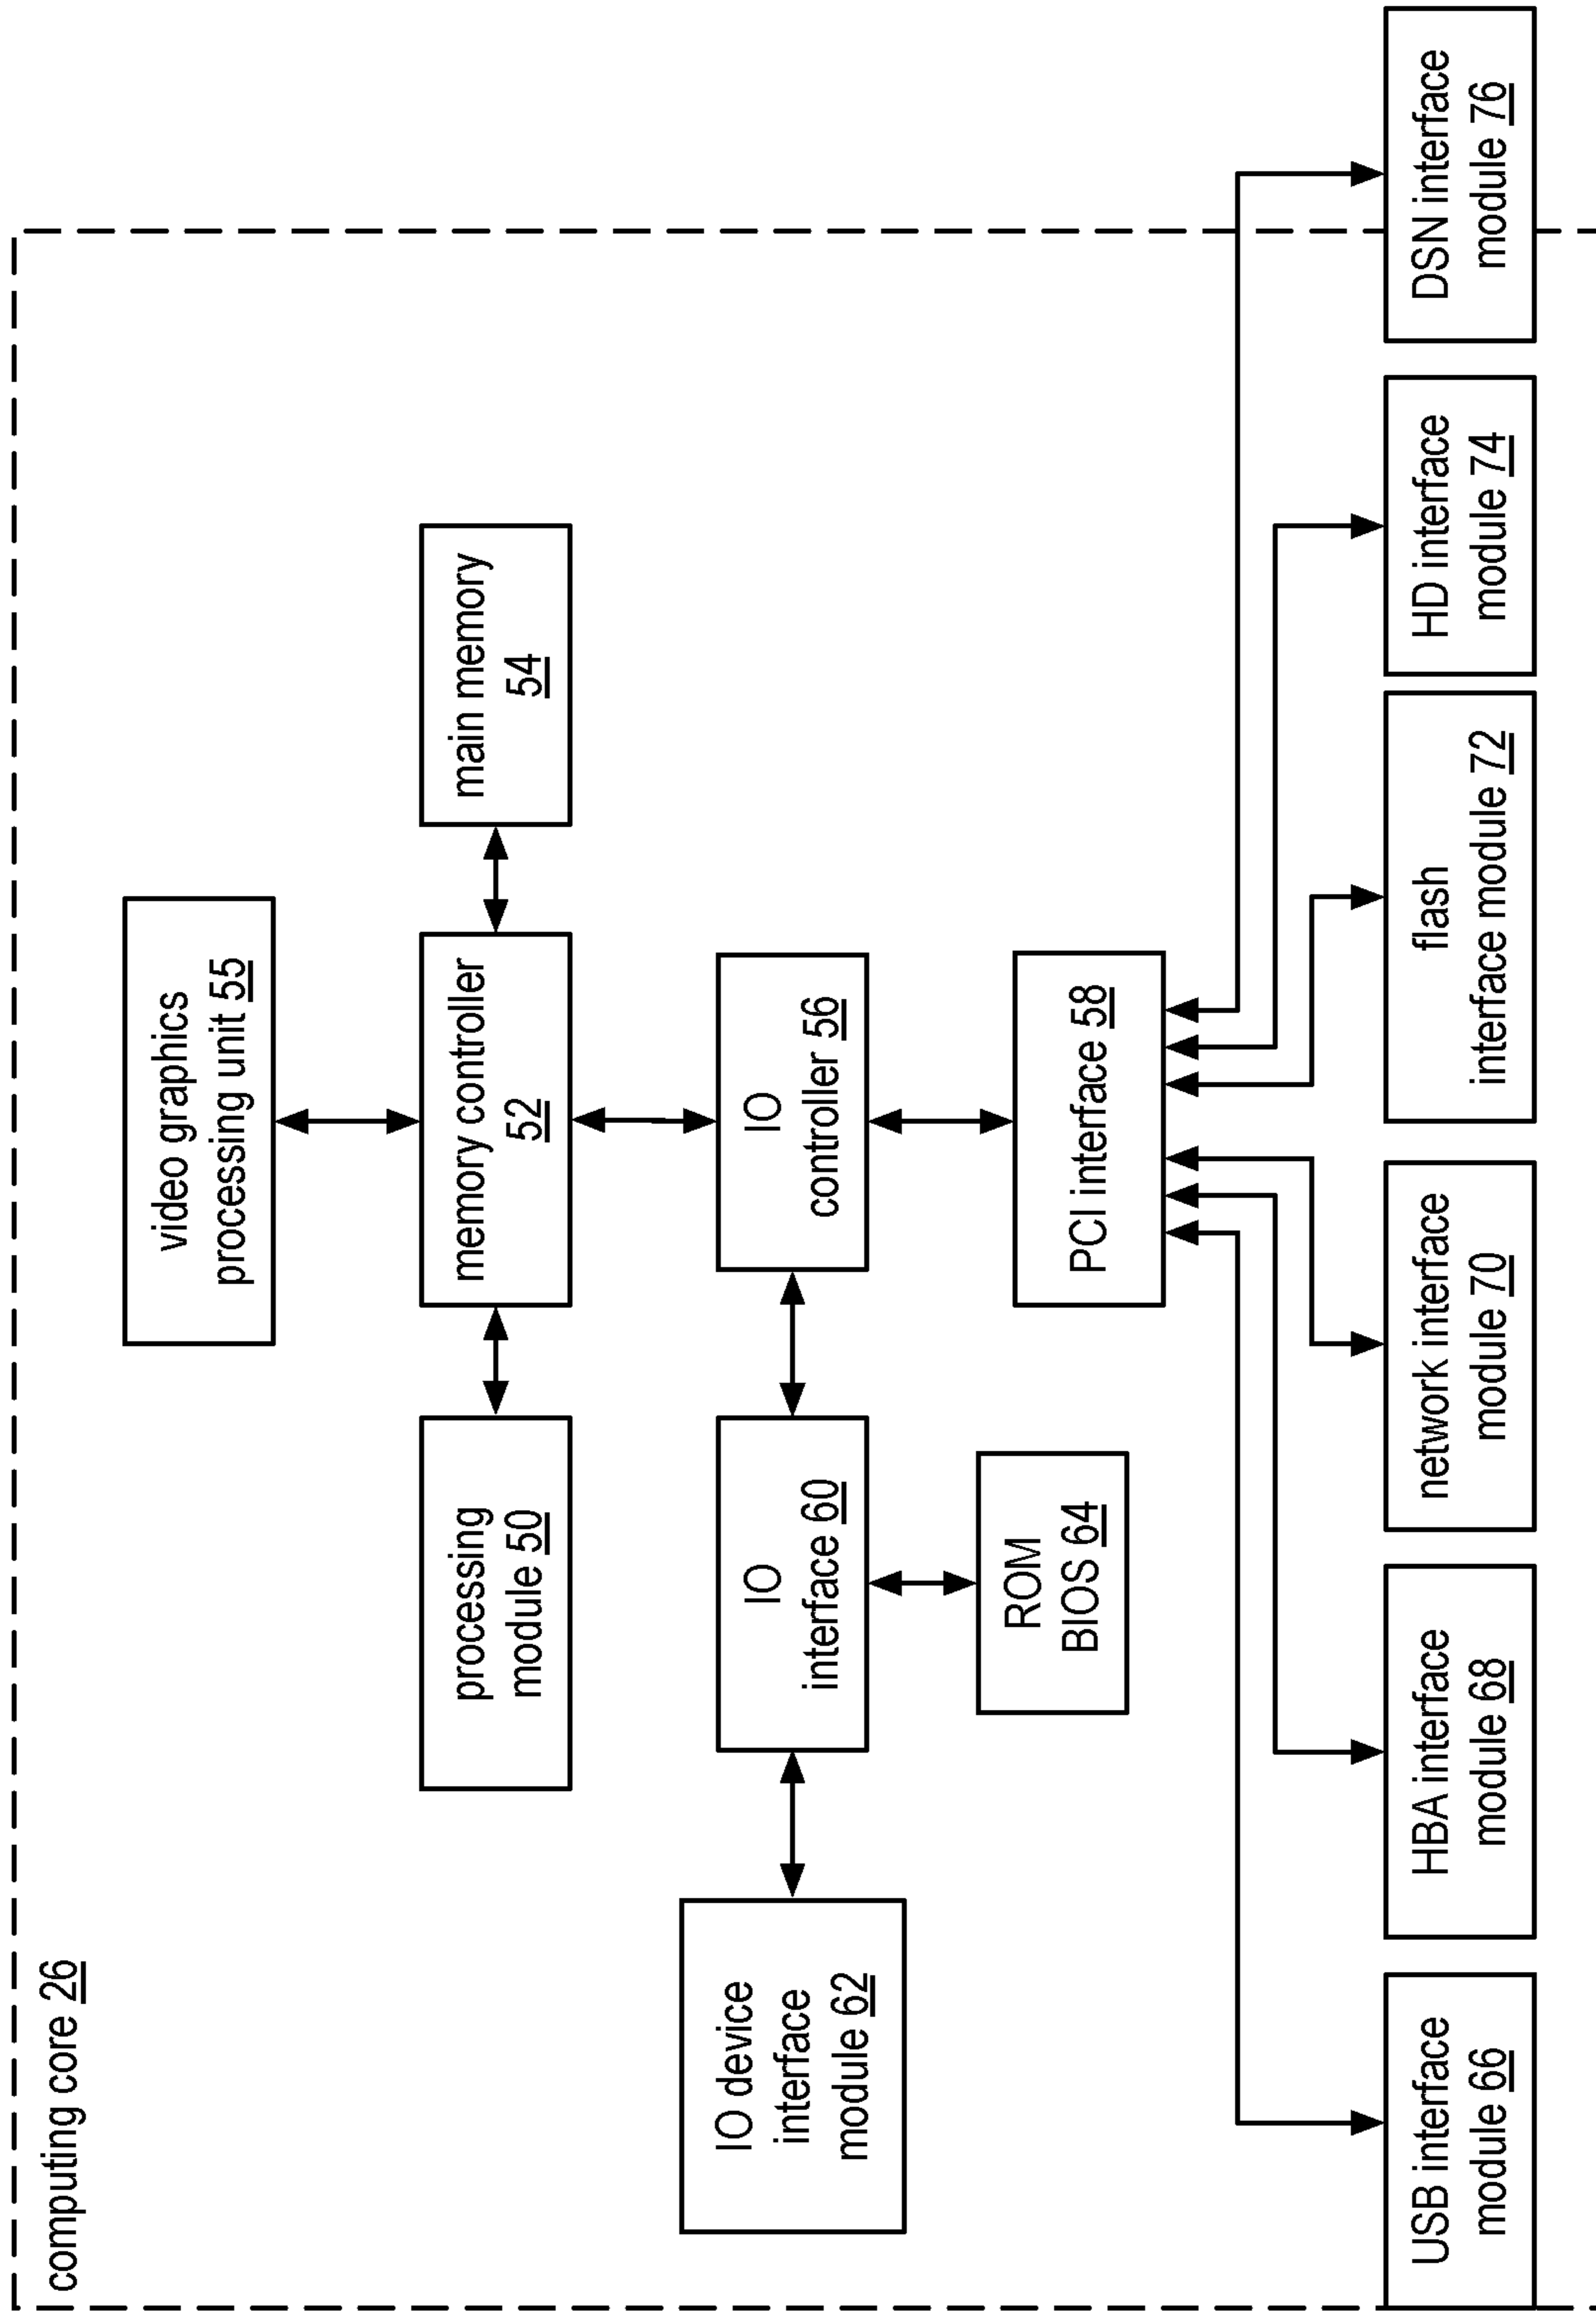 computing core 26
video graphics
processing unit 55
processing
module 50
memory controller
52
main memory
54
IO device
interface
module 62
IO
interface 60
IO
controller 56
ROM
BIOS 64
PCI interface 58
USB interface
module 66
HBA interface
module 68
network interface
module 70
flash
interface module 72
HD interface
module 74
DSN interface
module 76